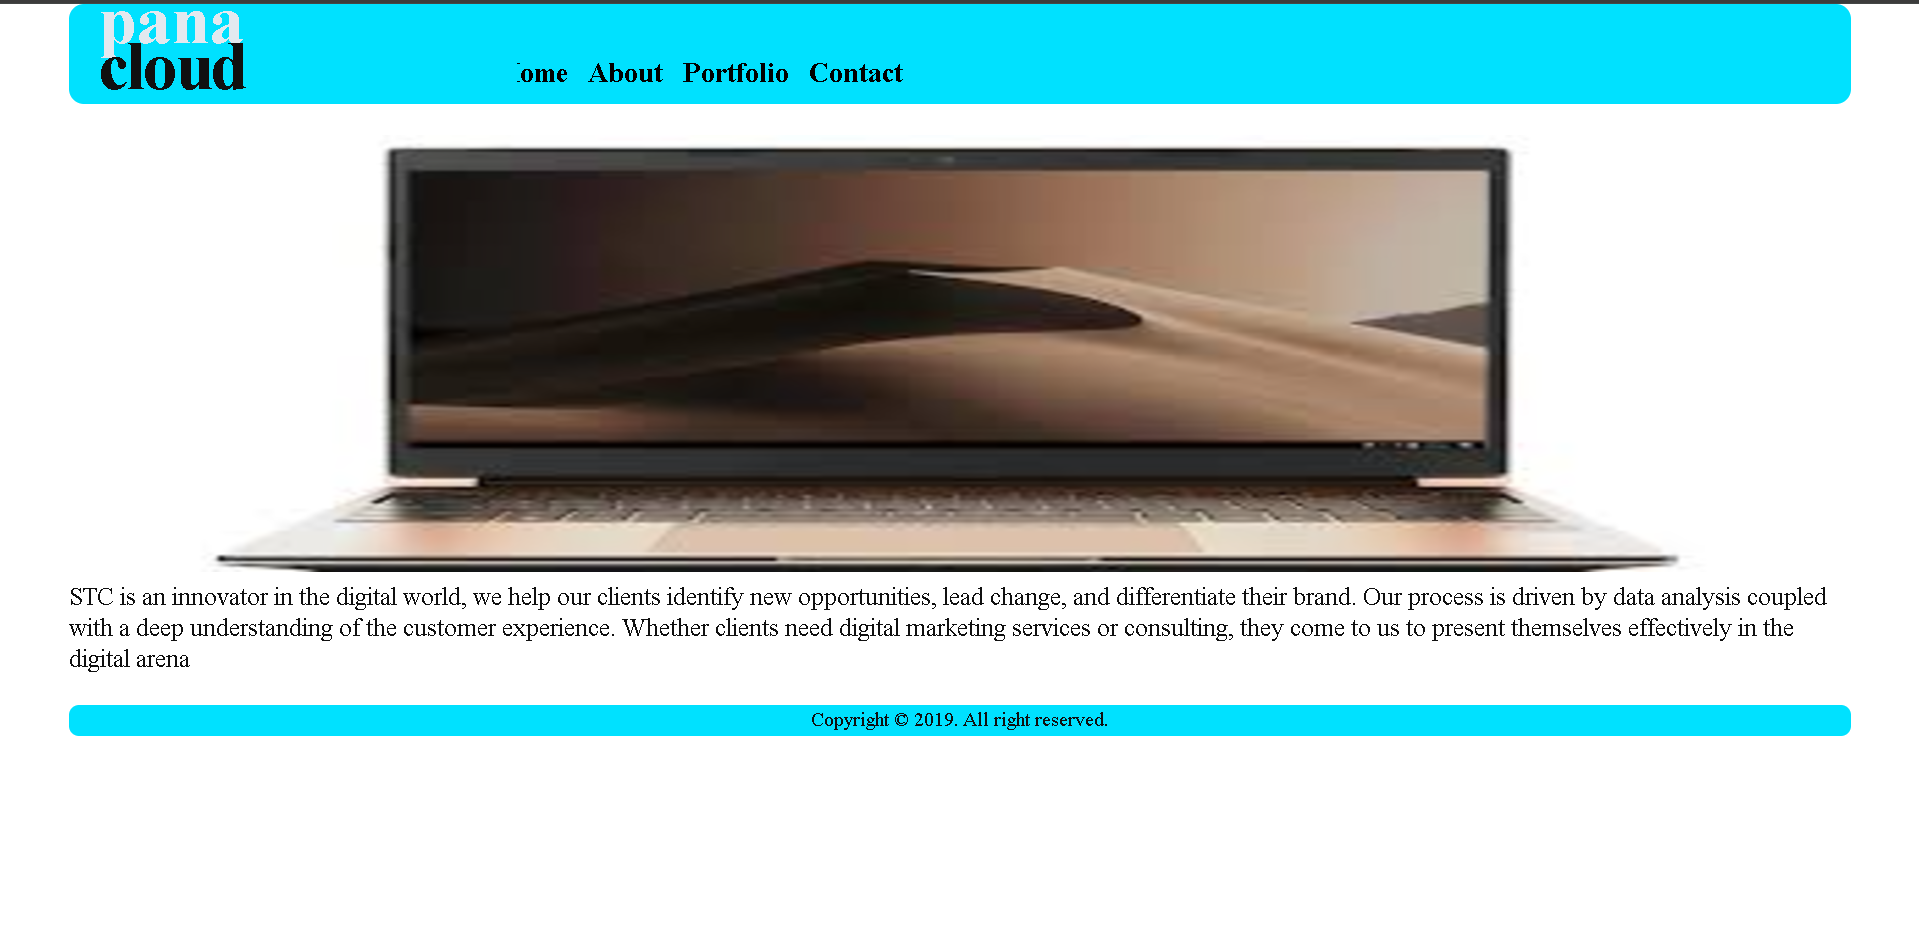 pana
cloud
ome About Portfolio Contact
STC is an innovator in the digital world, we help our clients identify new opportunities, lead change, and differentiate their brand. Our process is driven by data analysis coupled
with a deep understanding of the customer experience. Whether clients need digital marketing services or consulting, they come to us to present themselves effectively in the
digital arena
Copyright © 2019. All right reserved.